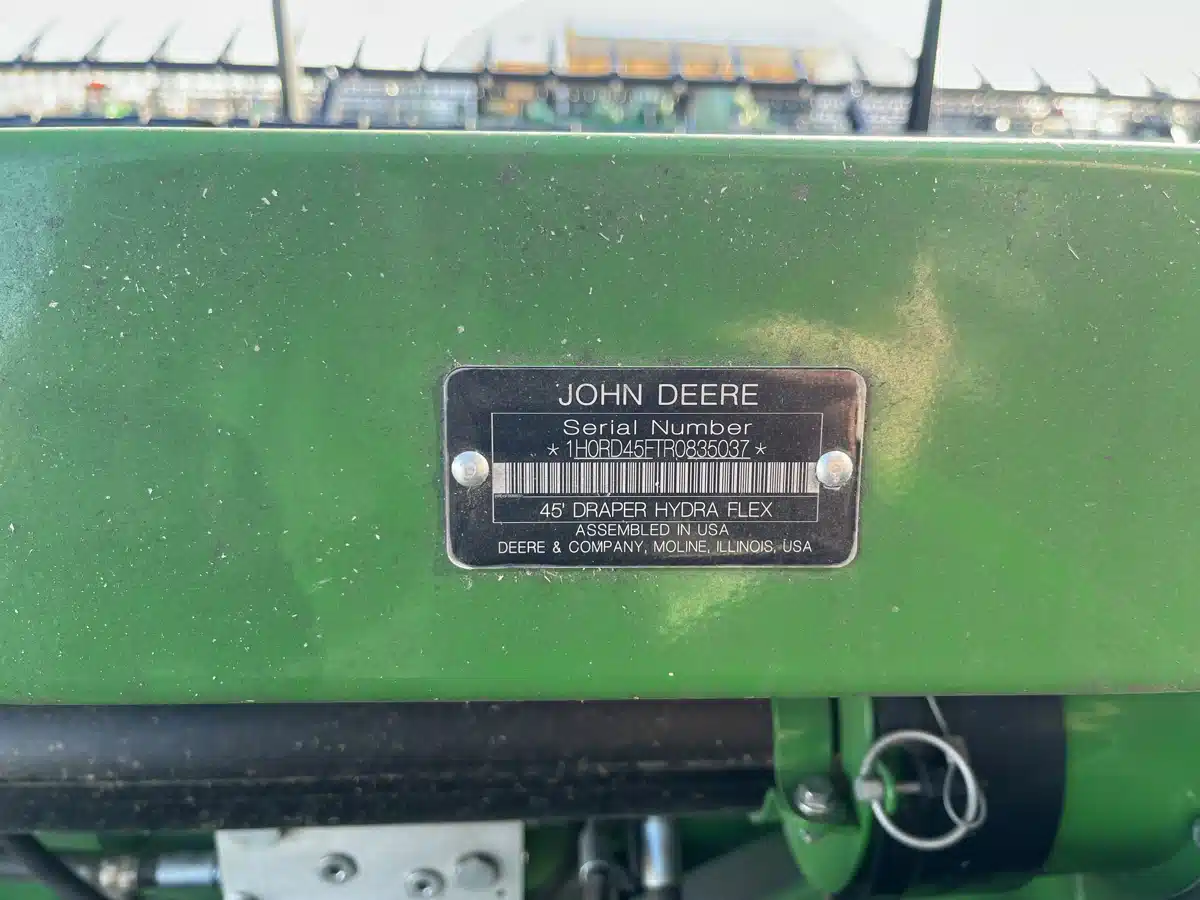 JOHN DEERE
Serial Number
* 1H0RD45FTR0835037 *
45' DRAPER HYDRA FLEX
ASSEMBLED IN USA
DEERE & COMPANY, MOLINE, ILLINOIS, USA